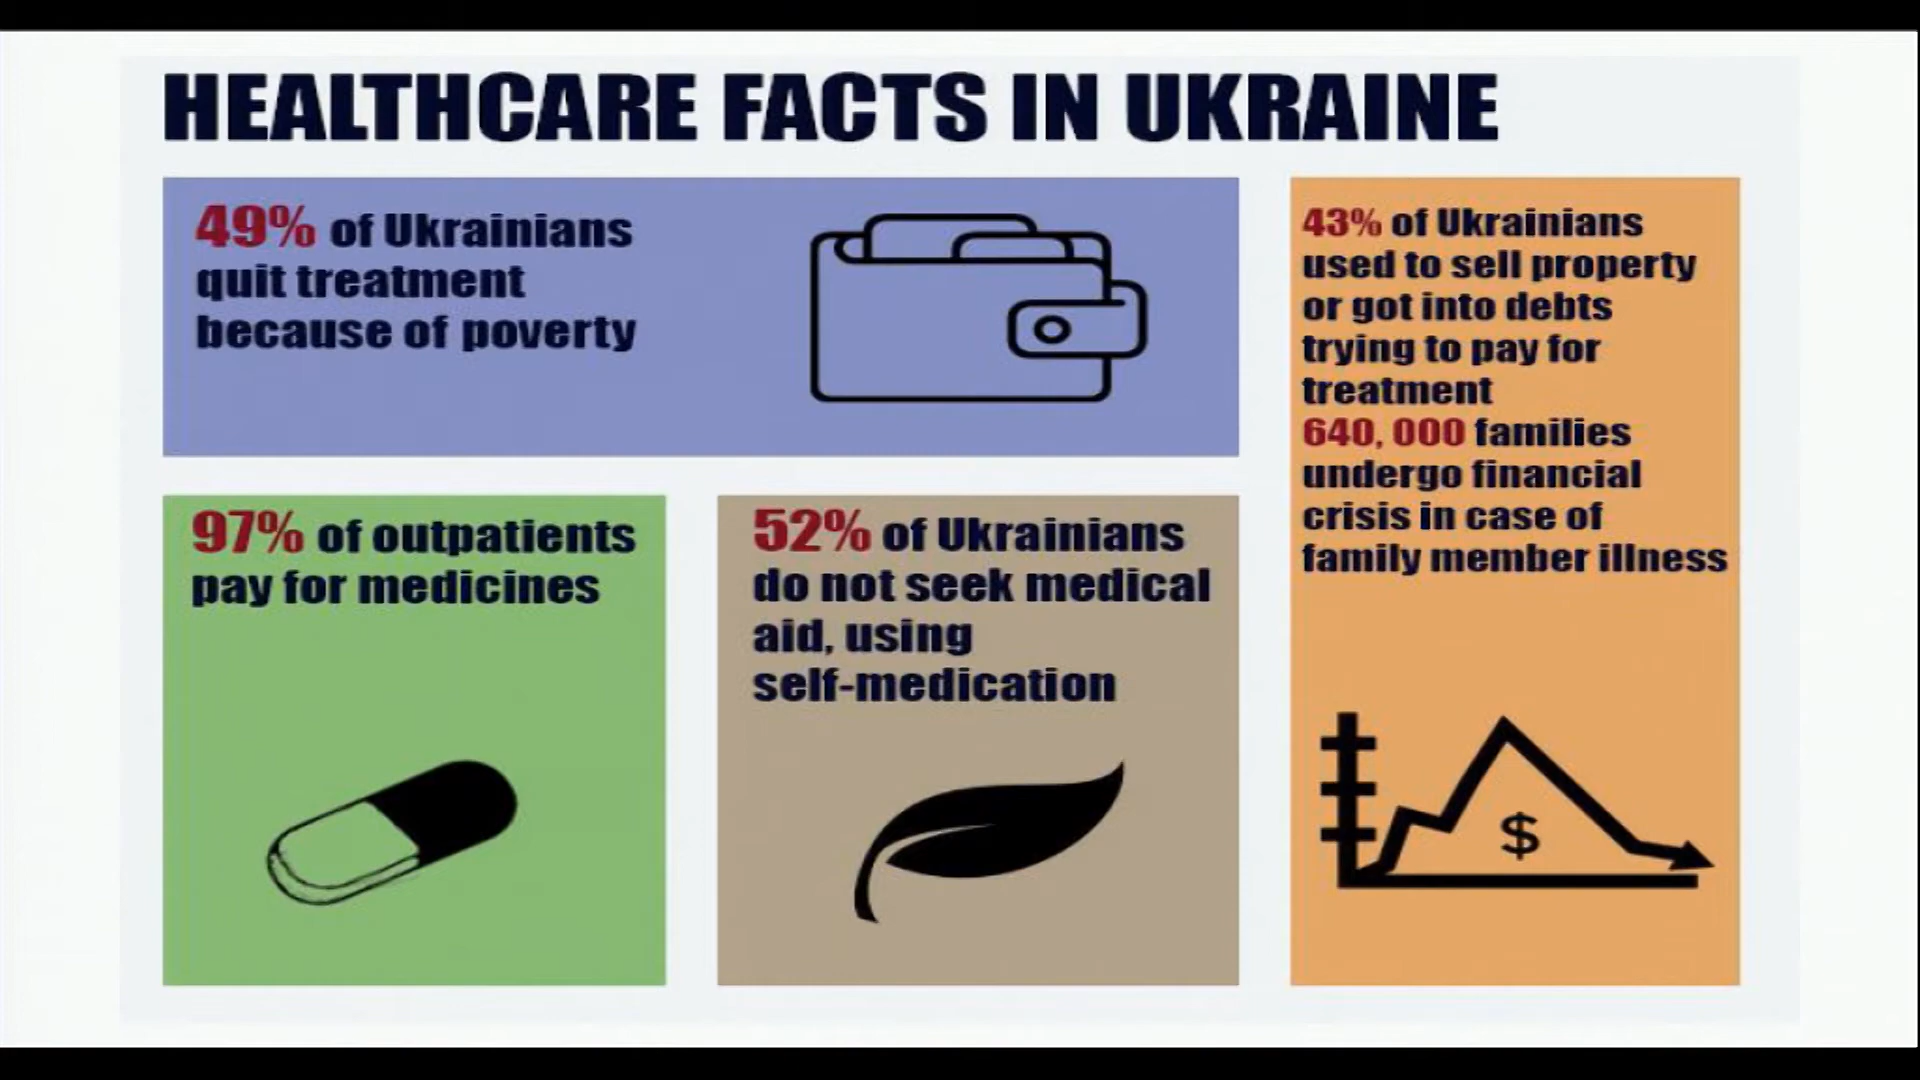 HEALTHCARE FACTS IN UKRAINE
49% of Ukrainians
quit treatment
because of poverty
97% of outpatients
pay for medicines
52% of Ukrainians
do not seek medical
aid, using
self-medication
43% of Ukrainians
used to sell property
or got into debts
trying to pay for
treatment
640, 000 families
undergo financial
crisis in case of
family member illness
$